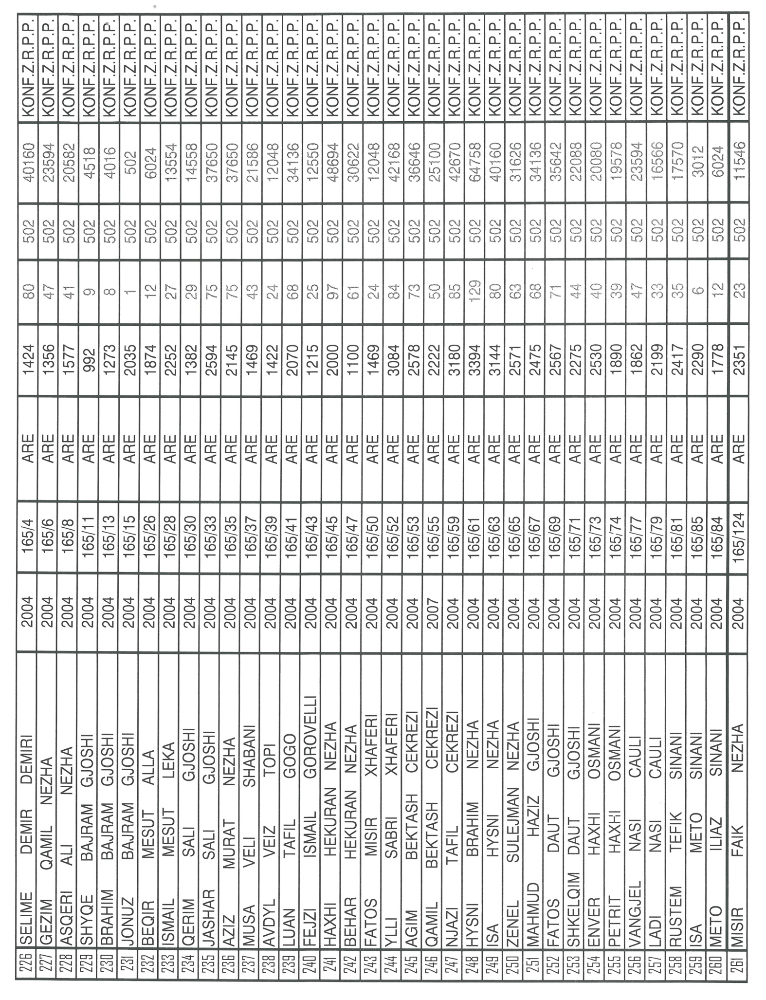 226 SELIME DEMIR DEMIRI 2004 165/4 ARE 1424 80 502 40160 KONF.Z.R.P.P.
227 GEZIM QAMIL NEZHA 2004 165/6 ARE 1356 47 502 23594 KONF.Z.R.P.P.
228 ASQERI ALI NEZHA 2004 165/8 ARE 1577 41 502 20582 KONF.Z.R.P.P.
229 SHYQE BAJRAM GJOSHI 2004 165/11 ARE 992 9 502 4518 KONF.Z.R.P.P.
230 BRAHIM BAJRAM GJOSHI 2004 165/13 ARE 1273 8 502 4016 KONF.Z.R.P.P.
231 JONUZ BAJRAM GJOSHI 2004 165/15 ARE 2035 1 502 502 KONF.Z.R.P.P.
232 BEQIR MESUT ALLA 2004 165/26 ARE 1874 12 502 6024 KONF.Z.R.P.P.
233 ISMAIL MESUT LEKA 2004 165/28 ARE 2252 27 502 13554 KONF.Z.R.P.P.
234 QERIM SALI GJOSHI 2004 165/30 ARE 1382 29 502 14558 KONF.Z.R.P.P.
235 JASHAR SALI GJOSHI 2004 165/33 ARE 2594 75 502 37650 KONF.Z.R.P.P.
236 AZIZ MURAT NEZHA 2004 165/35 ARE 2145 75 502 37650 KONF.Z.R.P.P.
237 MUSA VELI SHABANI 2004 165/37 ARE 1469 43 502 21586 KONF.Z.R.P.P.
238 AVDYL VEIZ TOPI 2004 165/39 ARE 1422 24 502 12048 KONF.Z.R.P.P.
239 LUAN TAFIL GOGO 2004 165/41 ARE 2070 68 502 34136 KONF.Z.R.P.P.
240 FEJZI ISMAIL GOROVELLI 2004 165/43 ARE 1215 25 502 12550 KONF.Z.R.P.P.
241 HAXHI HEKURAN NEZHA 2004 165/45 ARE 2000 97 502 48694 KONF.Z.R.P.P.
242 BEHAR HEKURAN NEZHA 2004 165/47 ARE 1100 61 502 30622 KONF.Z.R.P.P.
243 FATOS MISIR XHAFERI 2004 165/50 ARE 1469 24 502 12048 KONF.Z.R.P.P.
244 YLLI SABRI XHAFERI 2004 165/52 ARE 3084 84 502 42168 KONF.Z.R.P.P.
245 AGIM BEKTASH CEKREZI 2004 165/53 ARE 2578 73 502 36646 KONF.Z.R.P.P.
246 QAMIL BEKTASH CEKREZI 2007 165/55 ARE 2222 50 502 25100 KONF.Z.R.P.P.
247 NJAZI TAFIL CEKREZI 2004 165/59 ARE 3180 85 502 42670 KONF.Z.R.P.P.
248 HYSNI BRAHIM NEZHA 2004 165/61 ARE 3394 129 502 64758 KONF.Z.R.P.P.
249 ISA HYSNI NEZHA 2004 165/63 ARE 3144 80 502 40160 KONF.Z.R.P.P.
250 ZENEL SULEJMAN NEZHA 2004 165/65 ARE 2571 63 502 31626 KONF.Z.R.P.P.
251 MAHMUD HAZIZ GJOSHI 2004 165/67 ARE 2475 68 502 34136 KONF.Z.R.P.P.
252 FATOS DAUT GJOSHI 2004 165/69 ARE 2567 71 502 35642 KONF.Z.R.P.P.
253 SHKELQIM DAUT GJOSHI 2004 165/71 ARE 2275 44 502 22088 KONF.Z.R.P.P.
254 ENVER HAXHI OSMANI 2004 165/73 ARE 2530 40 502 20080 KONF.Z.R.P.P.
255 PETRIT HAXHI OSMANI 2004 165/74 ARE 1890 39 502 19578 KONF.Z.R.P.P.
256 VANGJEL NASI CAULI 2004 165/77 ARE 1862 47 502 23594 KONF.Z.R.P.P.
257 LADI NASI CAULI 2004 165/79 ARE 2199 33 502 16566 KONF.Z.R.P.P.
258 RUSTEM TEFIK SINANI 2004 165/81 ARE 2417 35 502 17570 KONF.Z.R.P.P.
259 ISA METO SINANI 2004 165/85 ARE 2290 6 502 3012 KONF.Z.R.P.P.
260 METO ILIAZ SINANI 2004 165/84 ARE 1778 12 502 6024 KONF.Z.R.P.P.
261 MISIR FAIK NEZHA 2004 165/124 ARE 2351 23 502 11546 KONF.Z.R.P.P.